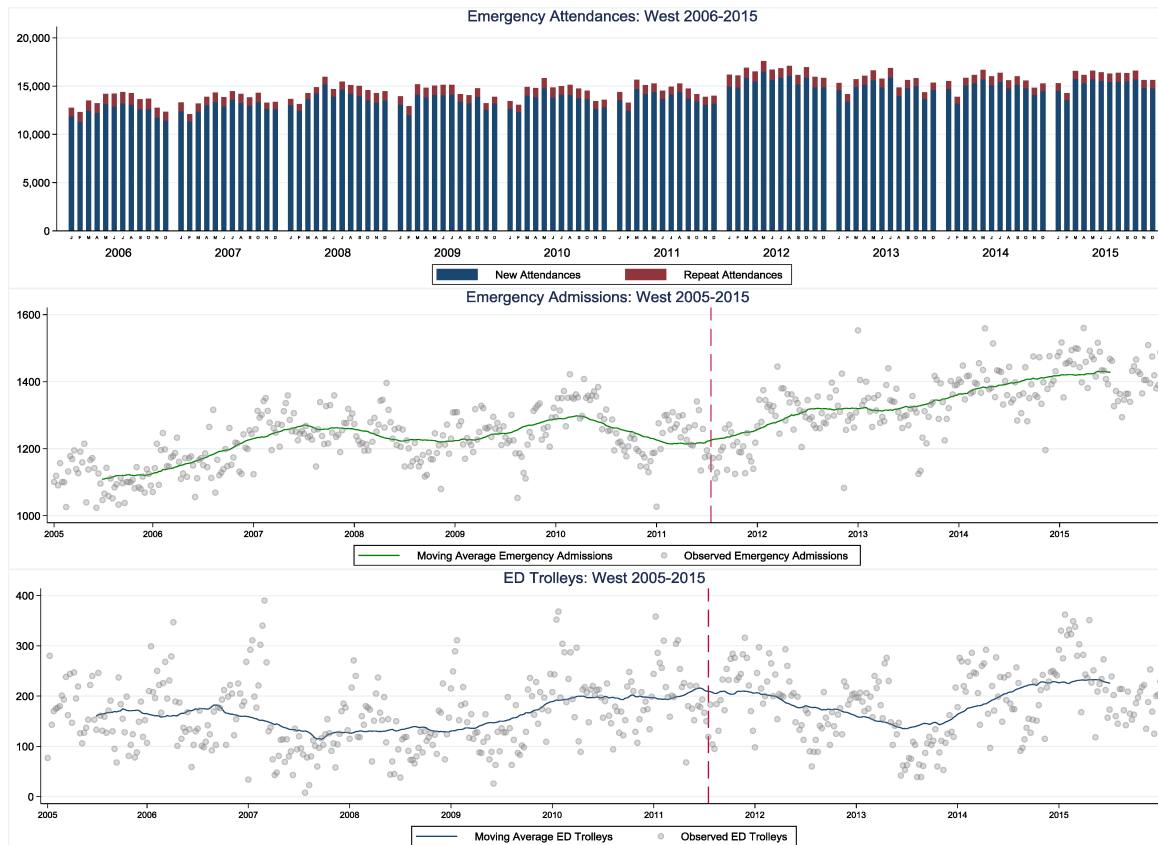 Emergency Attendances: West 2006-2015
20,000
15,000
10,000
5,000
0
J F M A M J J A S O N D J F M A M J J A S O N D J F M A M J J A S O N D J F M A M J J A S O N D J F M A M J J A S O N D J F M A M J J A S O N D J F M A M J J A S O N D J F M A M J J A S O N D J F M A M J J A S O N D J F M A M J J A S O N D
2006 2007 2008 2009 2010 2011 2012 2013 2014 2015
New Attendances Repeat Attendances
Emergency Admissions: West 2005-2015
1600
1400
1200
1000
2005 2006 2007 2008 2009 2010 2011 2012 2013 2014 2015
Moving Average Emergency Admissions Observed Emergency Admissions
ED Trolleys: West 2005-2015
400
300
200
100
0
2005 2006 2007 2008 2009 2010 2011 2012 2013 2014 2015
Moving Average ED Trolleys Observed ED Trolleys